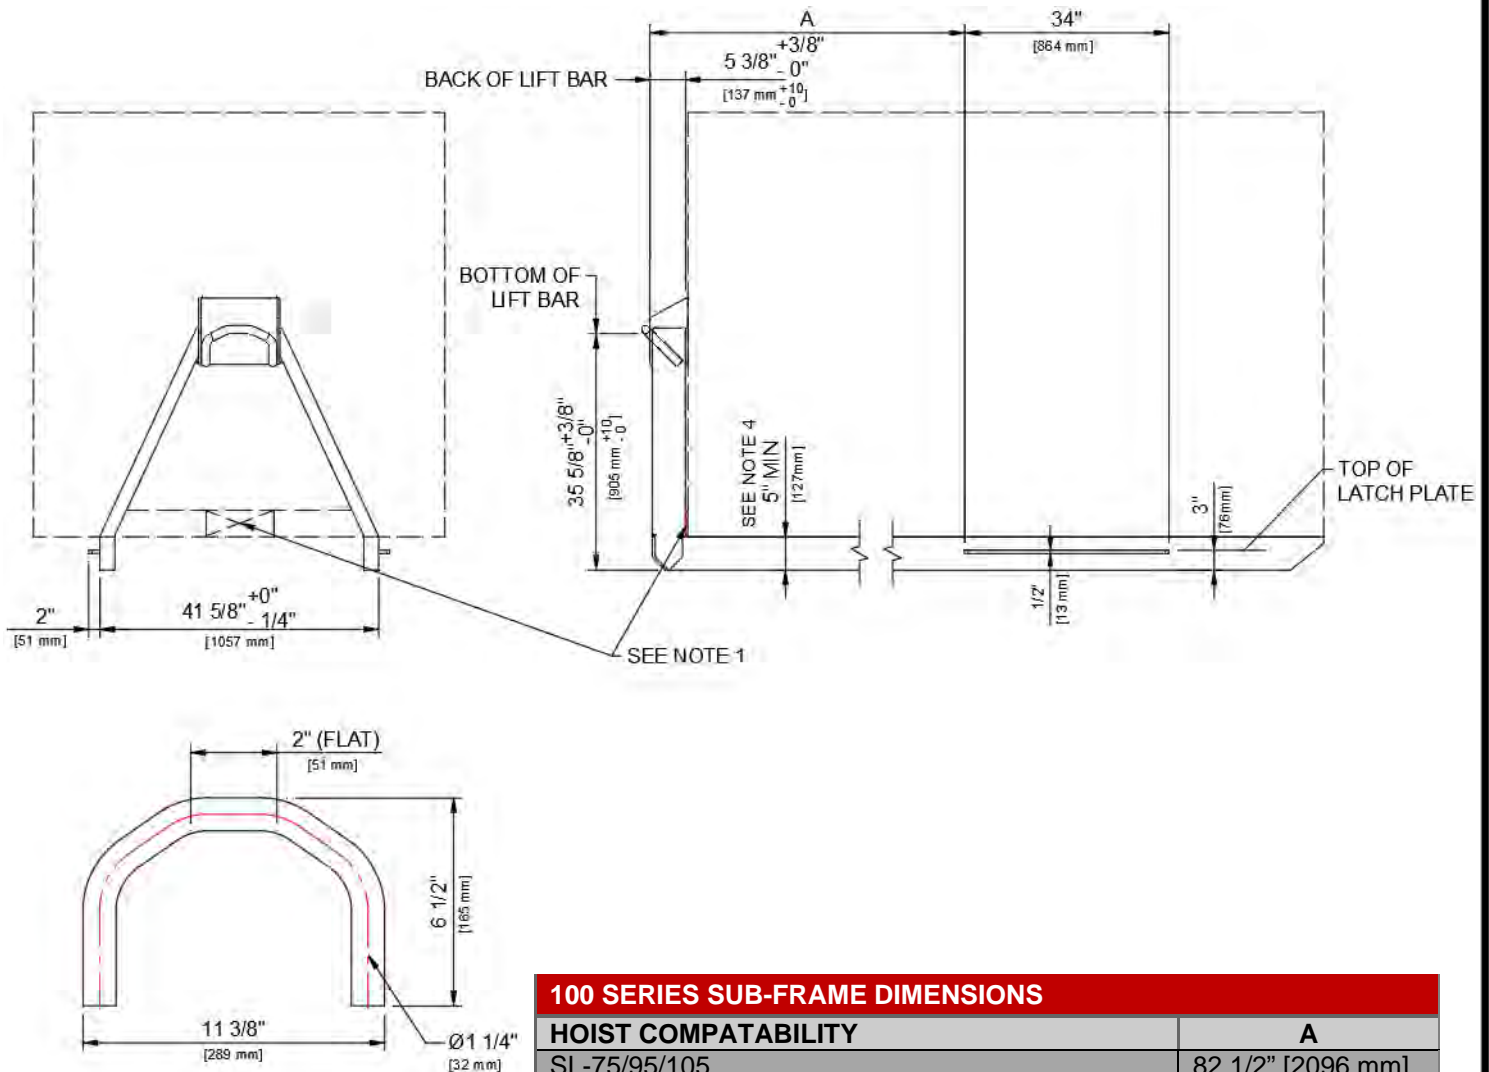 A
34"
[864 mm]
5 3/8" +3/8" - 0"
[137 mm +10 - 0]
BACK OF LIFT BAR
BOTTOM OF
LIFT BAR
35 5/8" +3/8" -0"
[905 mm +10 -0]
SEE NOTE 4
5" MIN
[127mm]
3"
[76mm]
TOP OF
LATCH PLATE
1/2"
[13 mm]
2"
[51 mm]
41 5/8" +0" - 1/4"
[1057 mm]
SEE NOTE 1
2" (FLAT)
[51 mm]
6 1/2"
[165 mm]
11 3/8"
[289 mm]
Ø1 1/4"
[32 mm]
100 SERIES SUB-FRAME DIMENSIONS
HOIST COMPATABILITY A
SL-75/95/105 82 1/2” [2096 mm]